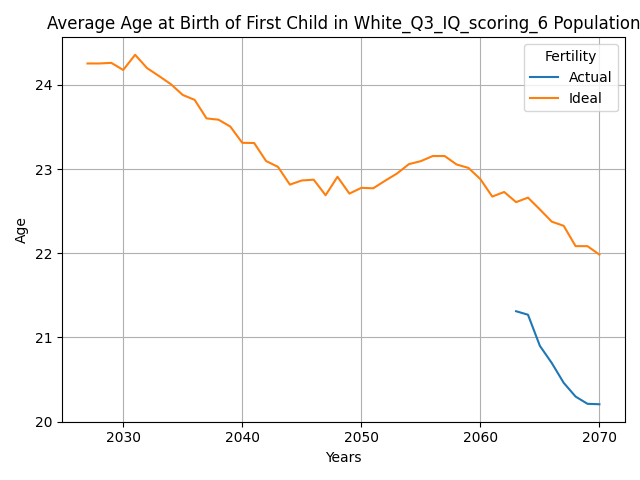 Average Age at Birth of First Child in White_Q3_IQ_scoring_6 Population
Fertility
Actual
Ideal
24
23
22
21
20
Age
2030 2040 2050 2060 2070
Years